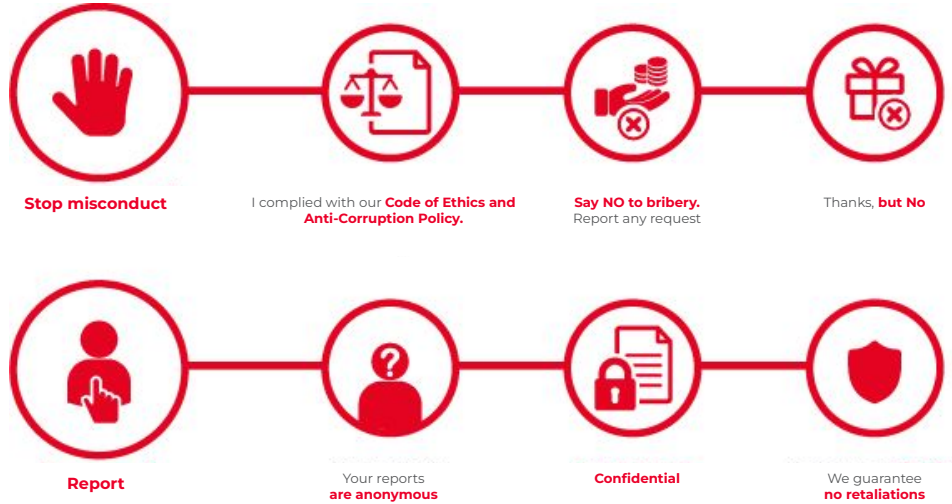 Stop misconduct
I complied with our Code of Ethics and
Anti-Corruption Policy.
Say NO to bribery.
Report any request
Thanks, but No
?
Report
Your reports
are anonymous
Confidential
We guarantee
no retaliations